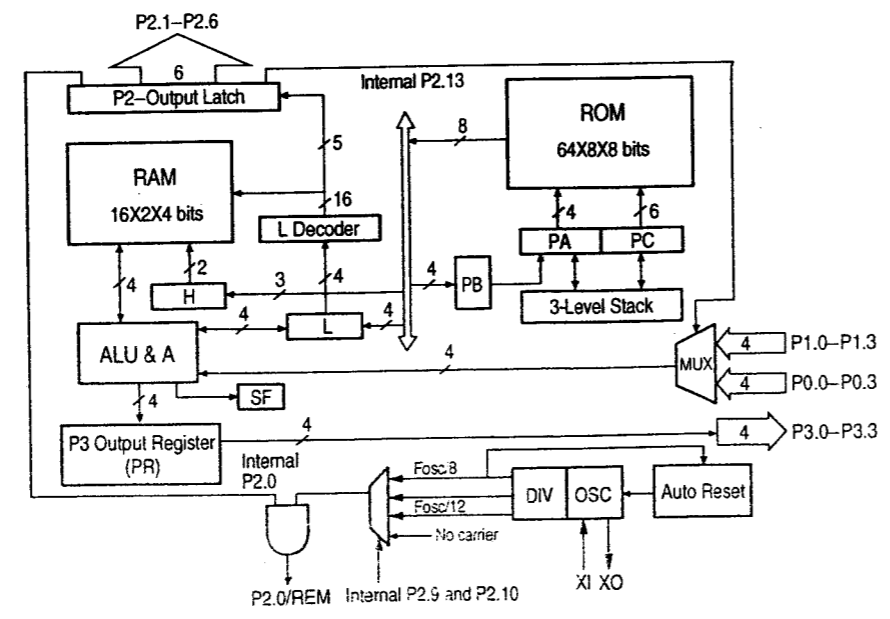 P2.1–P2.6
6
P2–Output Latch
Internal P2.13
ROM
64X8X8 bits
8
5
RAM
16X2X4 bits
16
L Decoder
4
6
PA
PC
2
4
4
3
4
PB
H
3-Level Stack
4
L
4
ALU & A
4
MUX
4
P1.0–P1.3
4
P0.0–P0.3
SF
4
P3 Output Register
(PR)
4
4
P3.0–P3.3
Internal
P2.0
Fosc/8
Fosc/12
No carrier
DIV
OSC
Auto Reset
P2.0/REM
Internal P2.9 and P2.10
XI
XO